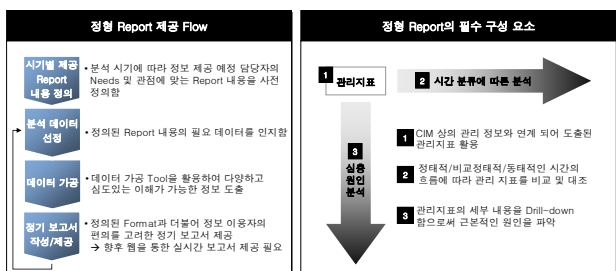 정형 Report 제공 Flow
시기별 제공
Report
내용 정의
• 분석 시기에 따라 정보 제공 예정 담당자의
Needs 및 관점에 맞는 Report 내용을 사전
정의함
분석 데이터
선정
• 정의된 Report 내용의 필요 데이터를 인지함
데이터 가공
• 데이터 가공 Tool을 활용하여 다양하고
심도있는 이해가 가능한 정보 도출
정기 보고서
작성/제공
• 정의된 Format과 더불어 정보 이용자의
편의를 고려한 정기 보고서 제공
→ 향후 웹을 통한 실시간 보고서 제공 필요
정형 Report의 필수 구성 요소
1 관리지표
2 시간 분류에 따른 분석
3
심층
원인
분석
1 CIM 상의 관리 정보와 연계 되어 도출된
관리지표 활용
2 정태적/비교정태적/동태적인 시간의
흐름에 따라 관리 지표를 비교 및 대조
3 관리지표의 세부 내용을 Drill-down
함으로써 근본적인 원인을 파악